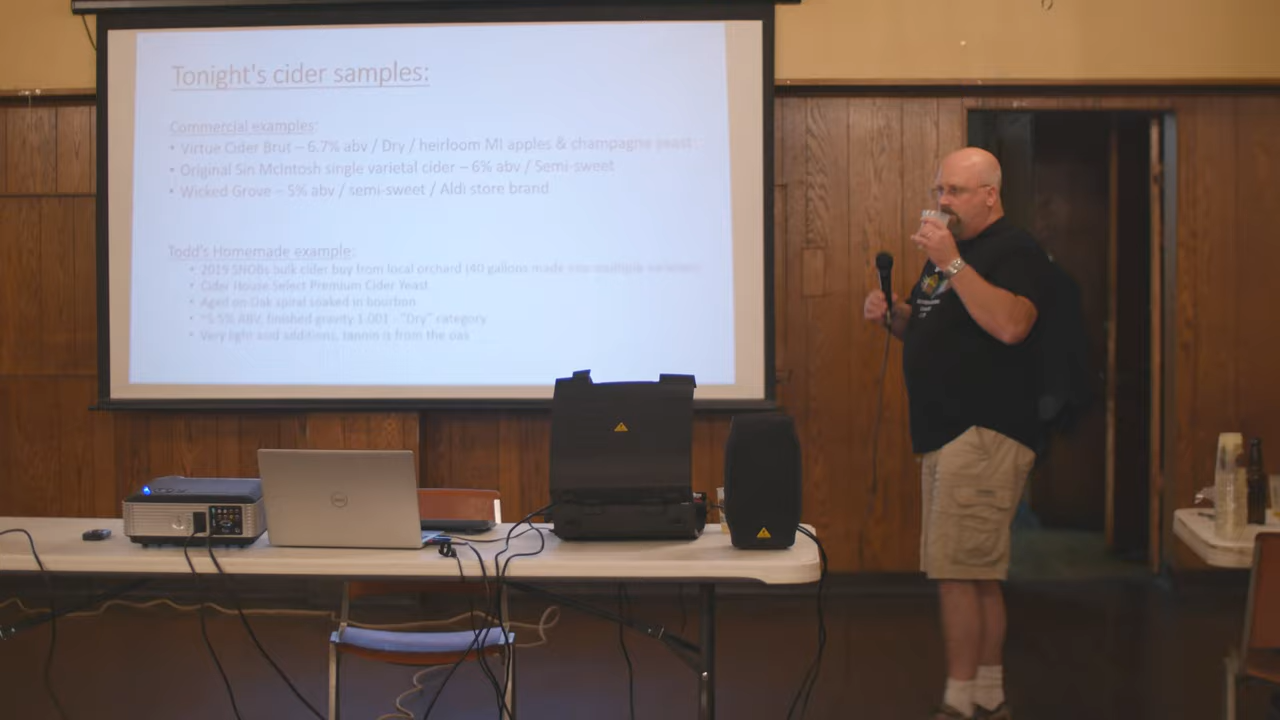 Tonight's cider samples:
Commercial examples:
• Virtue Cider Brut – 6.7% abv / Dry / heirloom MI apples & champagne yeast
• Original Sin McIntosh single varietal cider – 6% abv / Semi-sweet
• Wicked Grove – 5% abv / semi-sweet / Aldi store brand
Todd's Homemade example:
• 2019 SNOBs bulk cider buy from local orchard (40 gallons made into multiple
• Cider House Select Premium Cider Yeast
• Aged on Oak spiral soaked in bourbon
• ABV, finished gravity 1.001 - "Dry" category
• Very light acid additions, tannin is from the oak
DELL